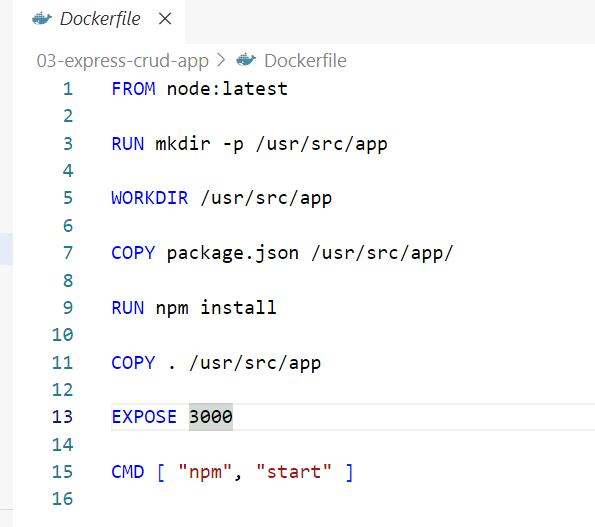 Dockerfile ×
03-express-crud-app > Dockerfile
1 FROM node:latest
2
3 RUN mkdir -p /usr/src/app
4
5 WORKDIR /usr/src/app
6
7 COPY package.json /usr/src/app/
8
9 RUN npm install
10
11 COPY . /usr/src/app
12
13 EXPOSE 3000
14
15 CMD [ "npm", "start" ]
16